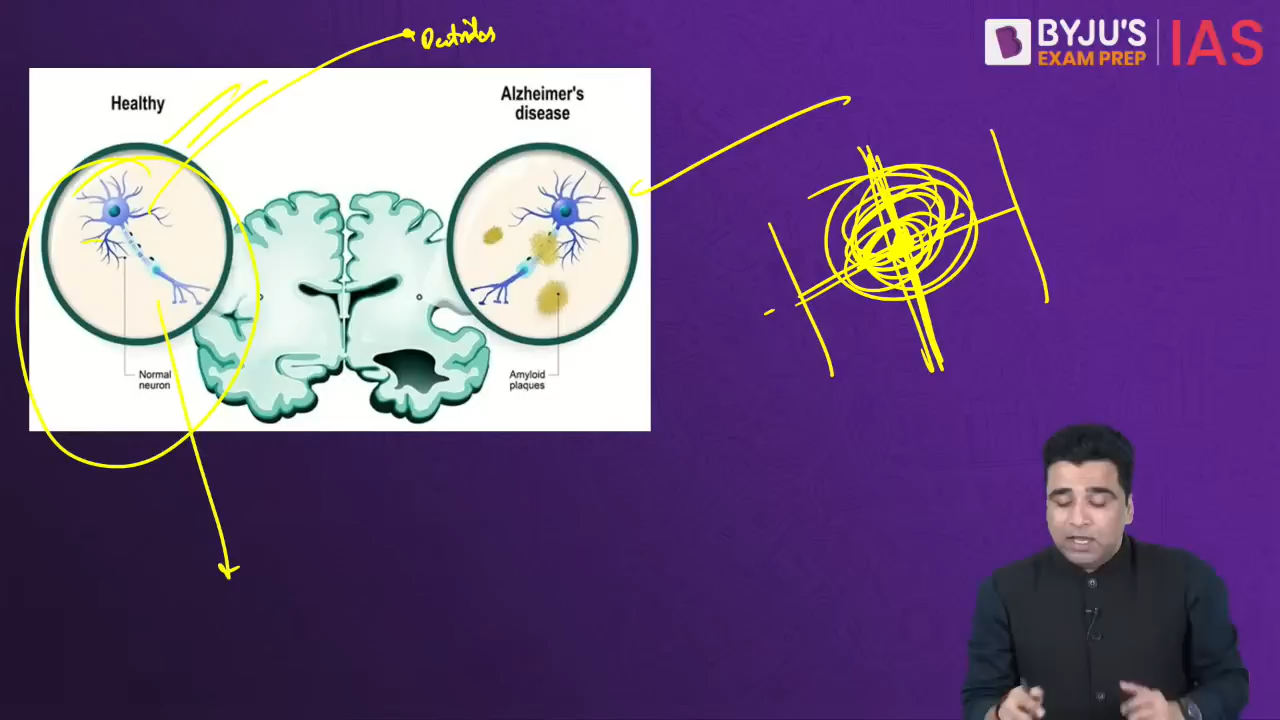 BYJU'S
EXAM PREP
IAS
Healthy
Alzheimer's
disease
Normal
neuron
Amyloid
plaques